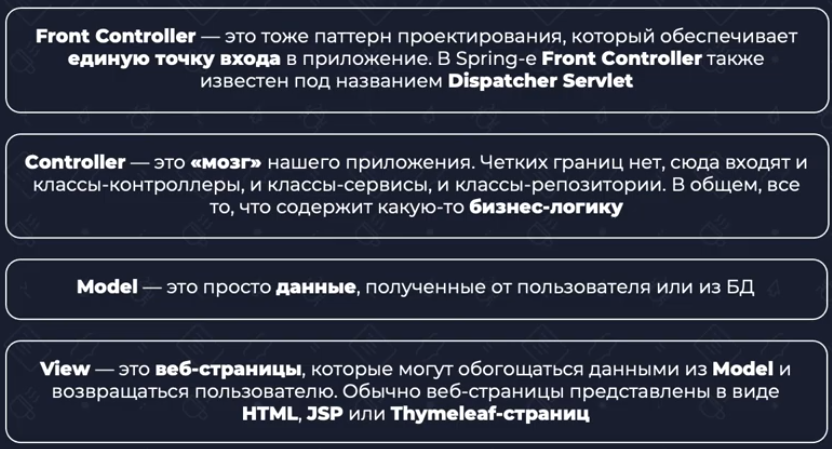 Front Controller — это тоже паттерн проектирования, который обеспечивает
единую точку входа в приложение. В Spring-е Front Controller также
известен под названием Dispatcher Servlet
Controller — это «мозг» нашего приложения. Четких границ нет, сюда входят и
классы-контроллеры, и классы-сервисы, и классы-репозитории. В общем, все
то, что содержит какую-то бизнес-логику
Model — это просто данные, полученные от пользователя или из БД
View — это веб-страницы, которые могут обогощаться данными из Model и
возвращаться пользователю. Обычно веб-страницы представлены в виде
HTML, JSP или Thymeleaf-страниц